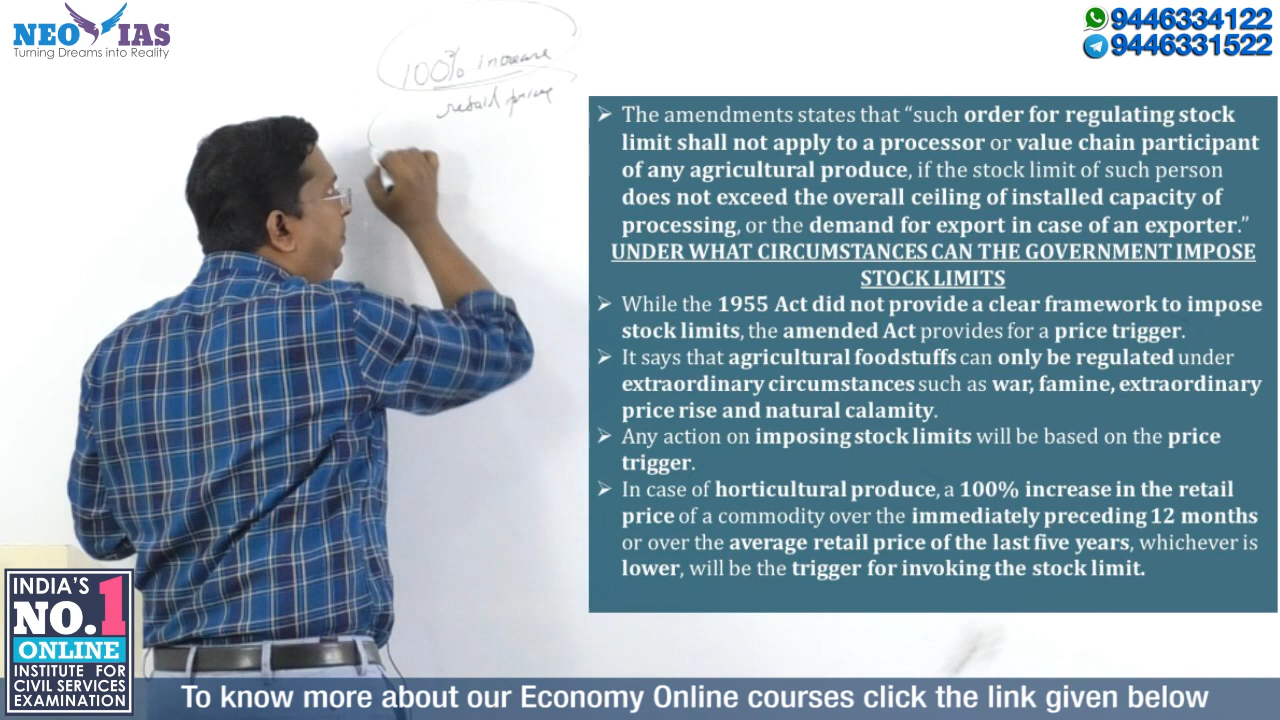 NEO IAS
Turning Dreams into Reality
9446334122
9446331522
100% increase
retail price
➢ The amendments states that “such order for regulating stock
limit shall not apply to a processor or value chain participant
of any agricultural produce, if the stock limit of such person
does not exceed the overall ceiling of installed capacity of
processing, or the demand for export in case of an exporter.”
UNDER WHAT CIRCUMSTANCES CAN THE GOVERNMENT IMPOSE
STOCK LIMITS
➢ While the 1955 Act did not provide a clear framework to impose
stock limits, the amended Act provides for a price trigger.
➢ It says that agricultural foodstuffs can only be regulated under
extraordinary circumstances such as war, famine, extraordinary
price rise and natural calamity.
➢ Any action on imposing stock limits will be based on the price
trigger.
➢ In case of horticultural produce, a 100% increase in the retail
price of a commodity over the immediately preceding 12 months
or over the average retail price of the last five years, whichever is
lower, will be the trigger for invoking the stock limit.
INDIA'S
NO.1
ONLINE
INSTITUTE FOR
CIVIL SERVICES
EXAMINATION
To know more about our Economy Online courses click the link given below